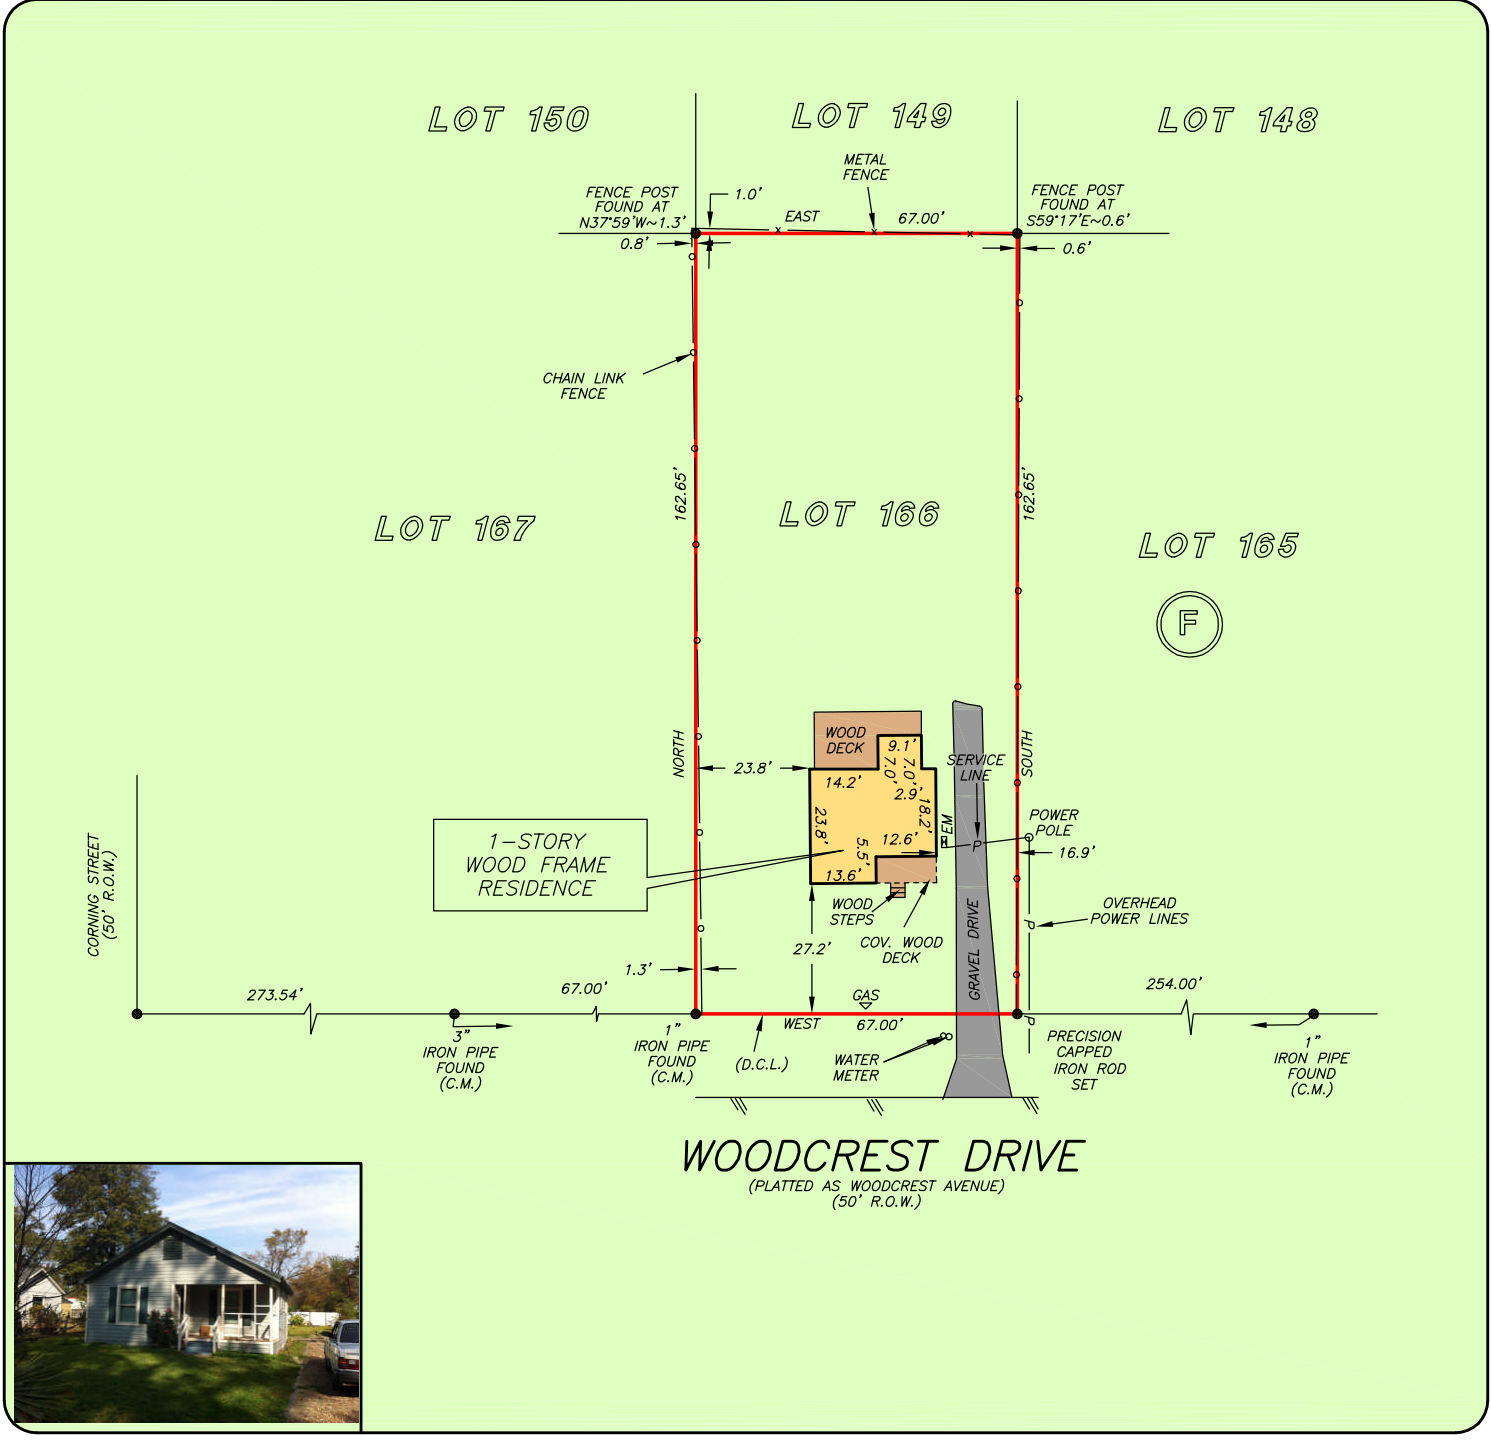 LOT 150
LOT 149
LOT 148
METAL
FENCE
FENCE POST
FOUND AT
N37°59'W~1.3'
1.0'
EAST
67.00'
FENCE POST
FOUND AT
S59°17'E~0.6'
0.8'
0.6'
CHAIN LINK
FENCE
162.65'
162.65'
LOT 167
LOT 166
LOT 165
F
NORTH
SOUTH
23.8'
WOOD
DECK
9.1'
7.0'
7.0'
14.2'
2.9'
18.2'
23.8'
12.6'
5.5'
13.6'
SERVICE
LINE
EM
P
POWER
POLE
16.9'
1-STORY
WOOD FRAME
RESIDENCE
CORNING STREET
(50' R.O.W.)
WOOD
STEPS
COV. WOOD
DECK
GRAVEL DRIVE
OVERHEAD
POWER LINES
P
27.2'
1.3'
273.54'
67.00'
GAS
WEST
67.00'
254.00'
P
3"
IRON PIPE
FOUND
(C.M.)
1"
IRON PIPE
FOUND
(C.M.)
(D.C.L.)
WATER
METER
PRECISION
CAPPED
IRON ROD
SET
1"
IRON PIPE
FOUND
(C.M.)
WOODCREST DRIVE
(PLATTED AS WOODCREST AVENUE)
(50' R.O.W.)